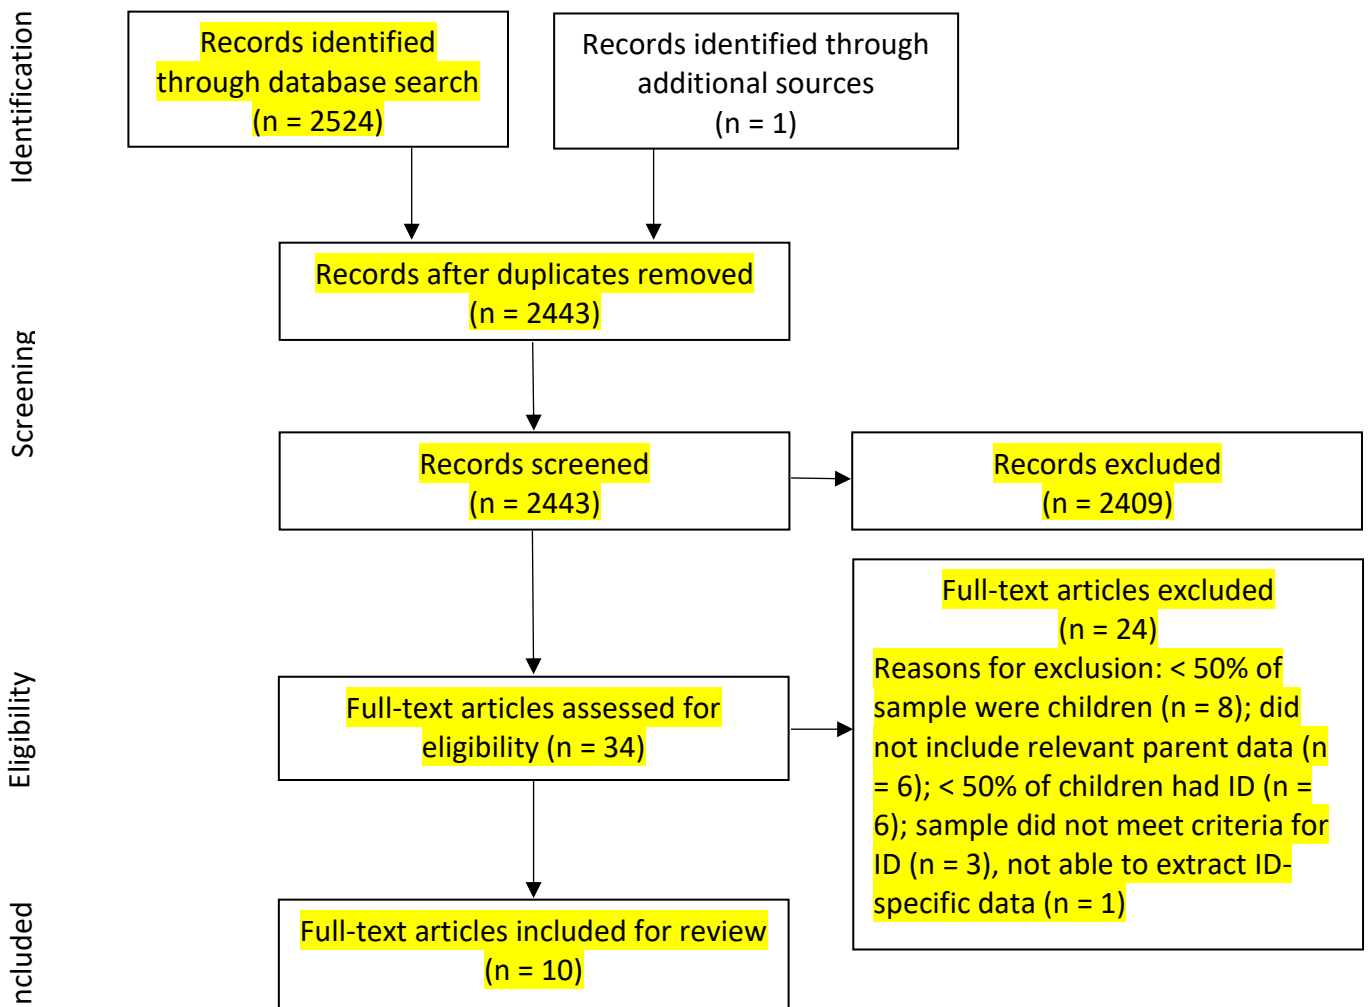 Identification
Records identified
through database search
(n = 2524)
Records identified through
additional sources
(n = 1)
Records after duplicates removed
(n = 2443)
Screening
Records screened
(n = 2443)
Records excluded
(n = 2409)
Eligibility
Full-text articles assessed for
eligibility (n = 34)
Full-text articles excluded
(n = 24)
Reasons for exclusion: < 50% of
sample were children (n = 8); did
not include relevant parent data (n
= 6); < 50% of children had ID (n =
6); sample did not meet criteria for
ID (n = 3), not able to extract ID-
specific data (n = 1)
ncluded
Full-text articles included for review
(n = 10)